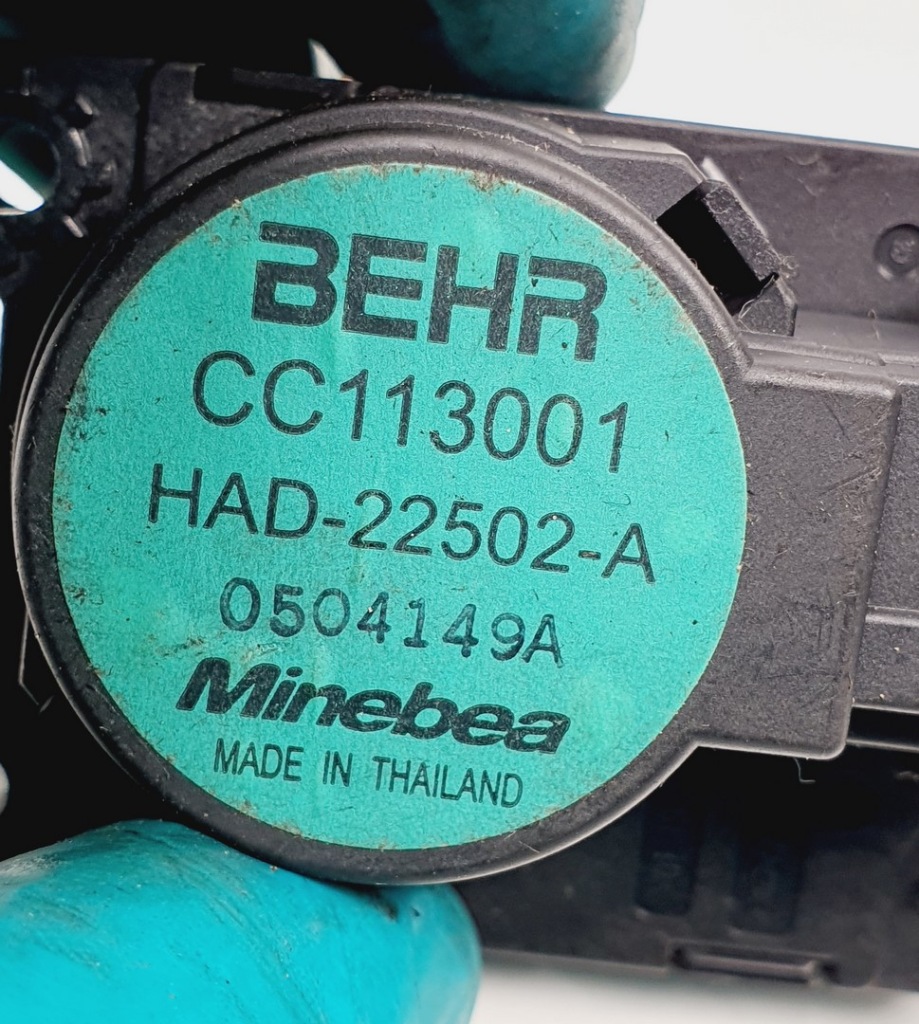 BEHR
CC113001
HAD-22502-A
0504149A
Minebea
MADE IN THAILAND